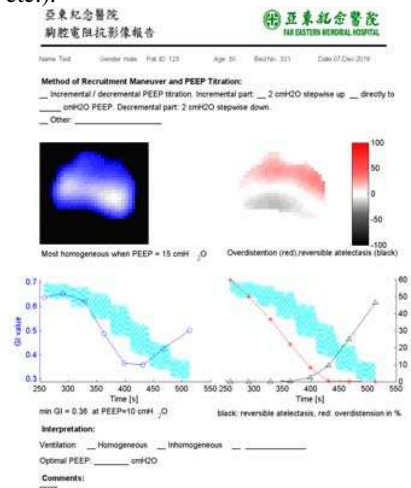 亞東紀念醫院
胸腔電阻抗影像報告
亞東紀念醫院
FAR EASTERN MEMORIAL HOSPITAL
Name: Test Gender: male Pat. ID: 123 Age: 30 Bed No.: 321 Date: 07-Dec-2019
Method of Recruitment Maneuver and PEEP Titration:
__ Incremental / decremental PEEP titration. Incremental part: __ 2 cmH2O stepwise up __ directly to
_____ cmH2O PEEP. Decremental part: 2 cmH2O stepwise down.
__ Other: ____________________
100
50
0
-50
-100
Most homogeneous when PEEP = 15 cmH2O
Overdistention (red),reversible atelectasis (black)
GI value
0.7
0.6
0.5
0.4
0.3
200 250 300 350 400 450 500 550
Time [s]
min GI = 0.36 at PEEP=10 cmH2O
60
50
40
30
20
10
0
250 300 350 400 450 500 550
Time [s]
black: reversible atelectasis, red: overdistension in %
Interpretation:
Ventilation: __ Homogeneous __ Inhomogeneous __ ____________
Optimal PEEP: _______ cmH2O
Comments: